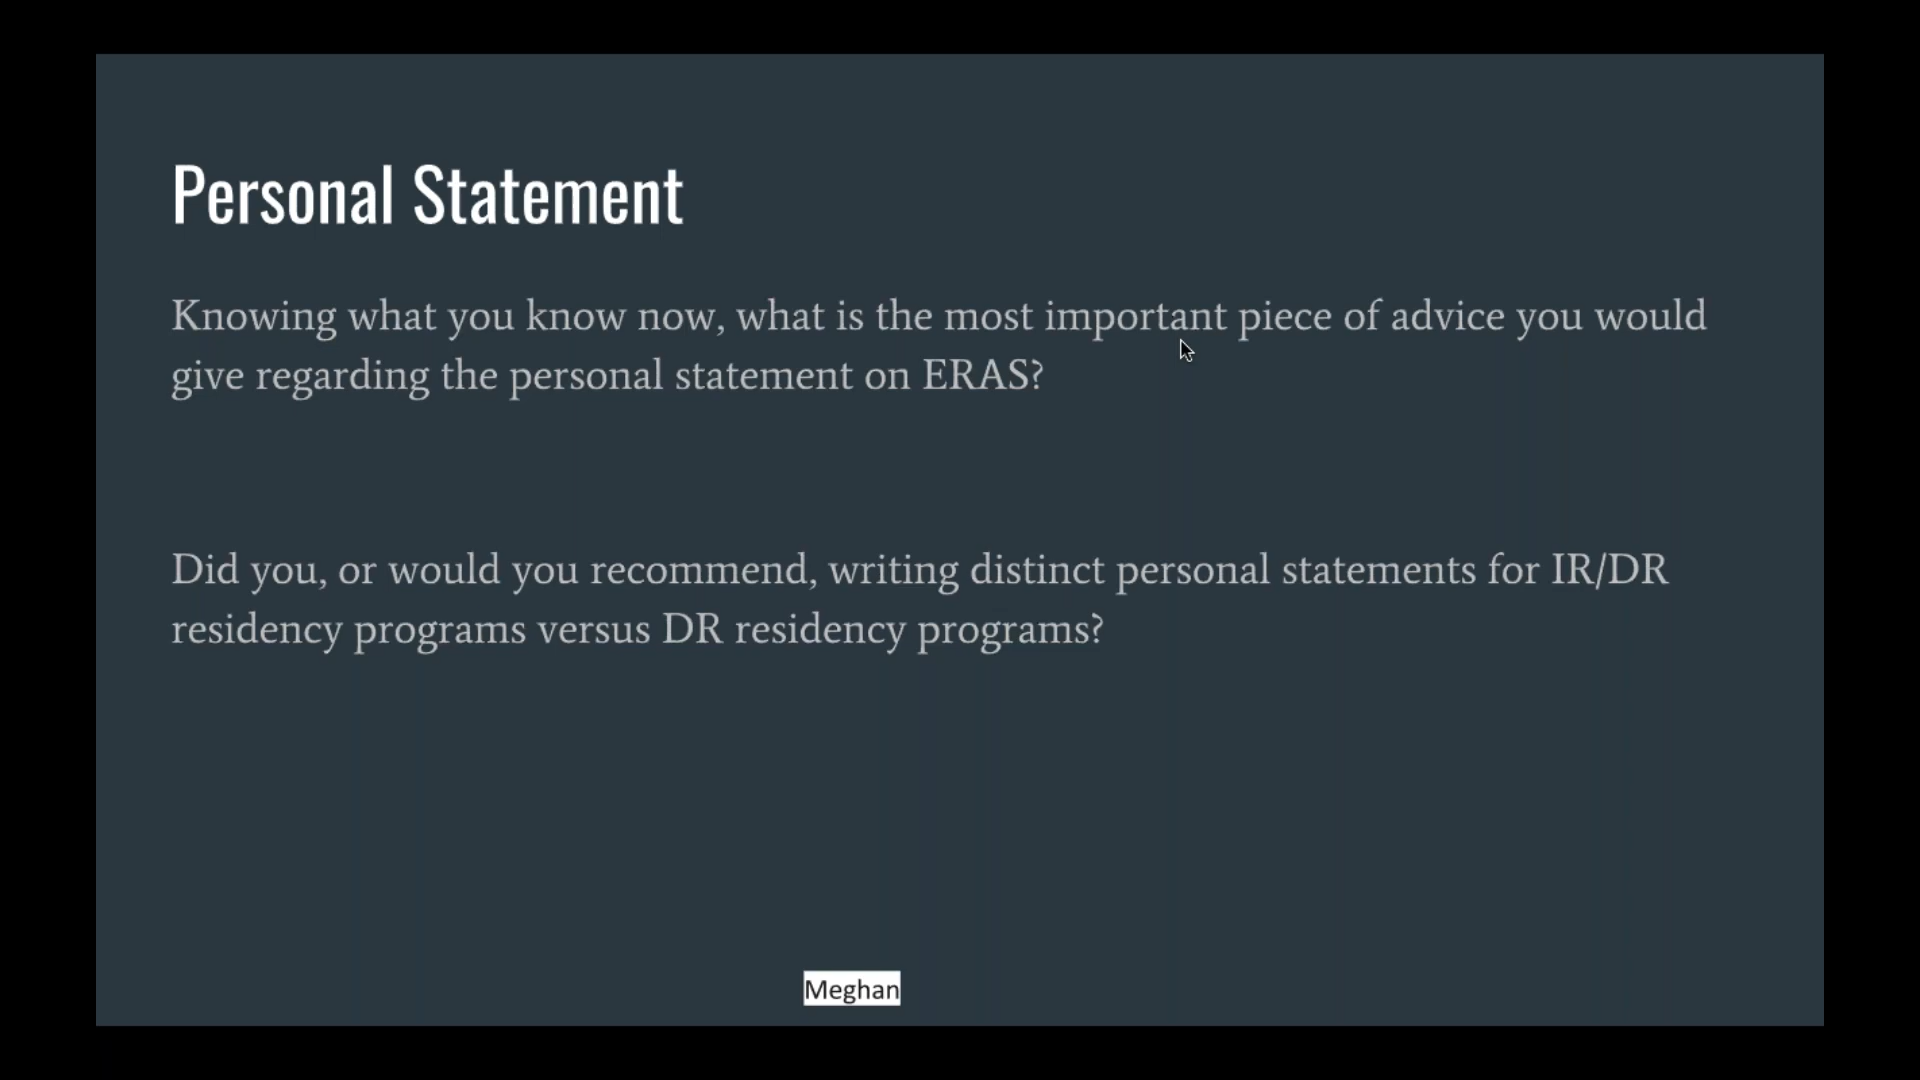 Personal Statement
Knowing what you know now, what is the most important piece of advice you would
give regarding the personal statement on ERAS?
Did you, or would you recommend, writing distinct personal statements for IR/DR
residency programs versus DR residency programs?
Meghan